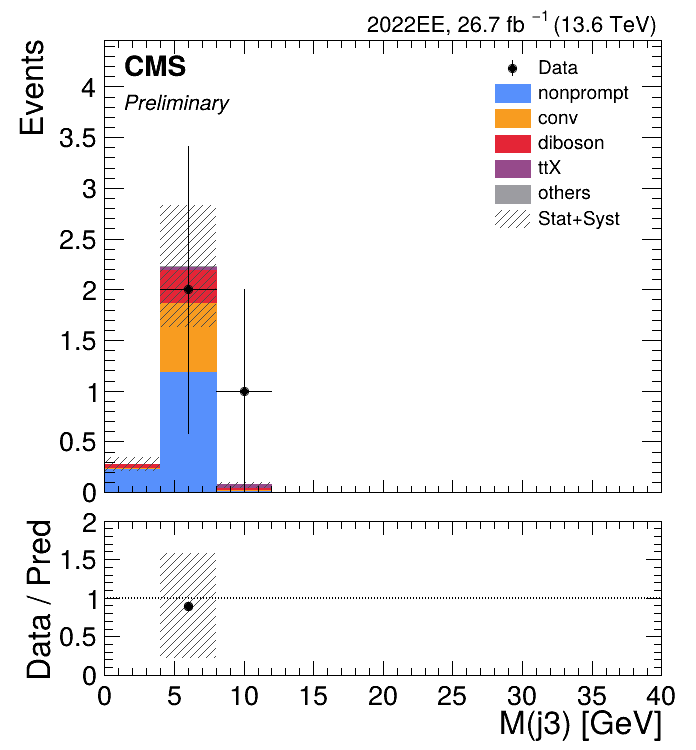 2022EE, 26.7 fb⁻¹ (13.6 TeV)
CMS
Preliminary
Events
Data
nonprompt
conv
diboson
ttX
others
Stat+Syst
4
3.5
3
2.5
2
1.5
1
0.5
0
Data / Pred
2
1.5
1
0.5
0
0 5 10 15 20 25 30 35 40
M(j3) [GeV]